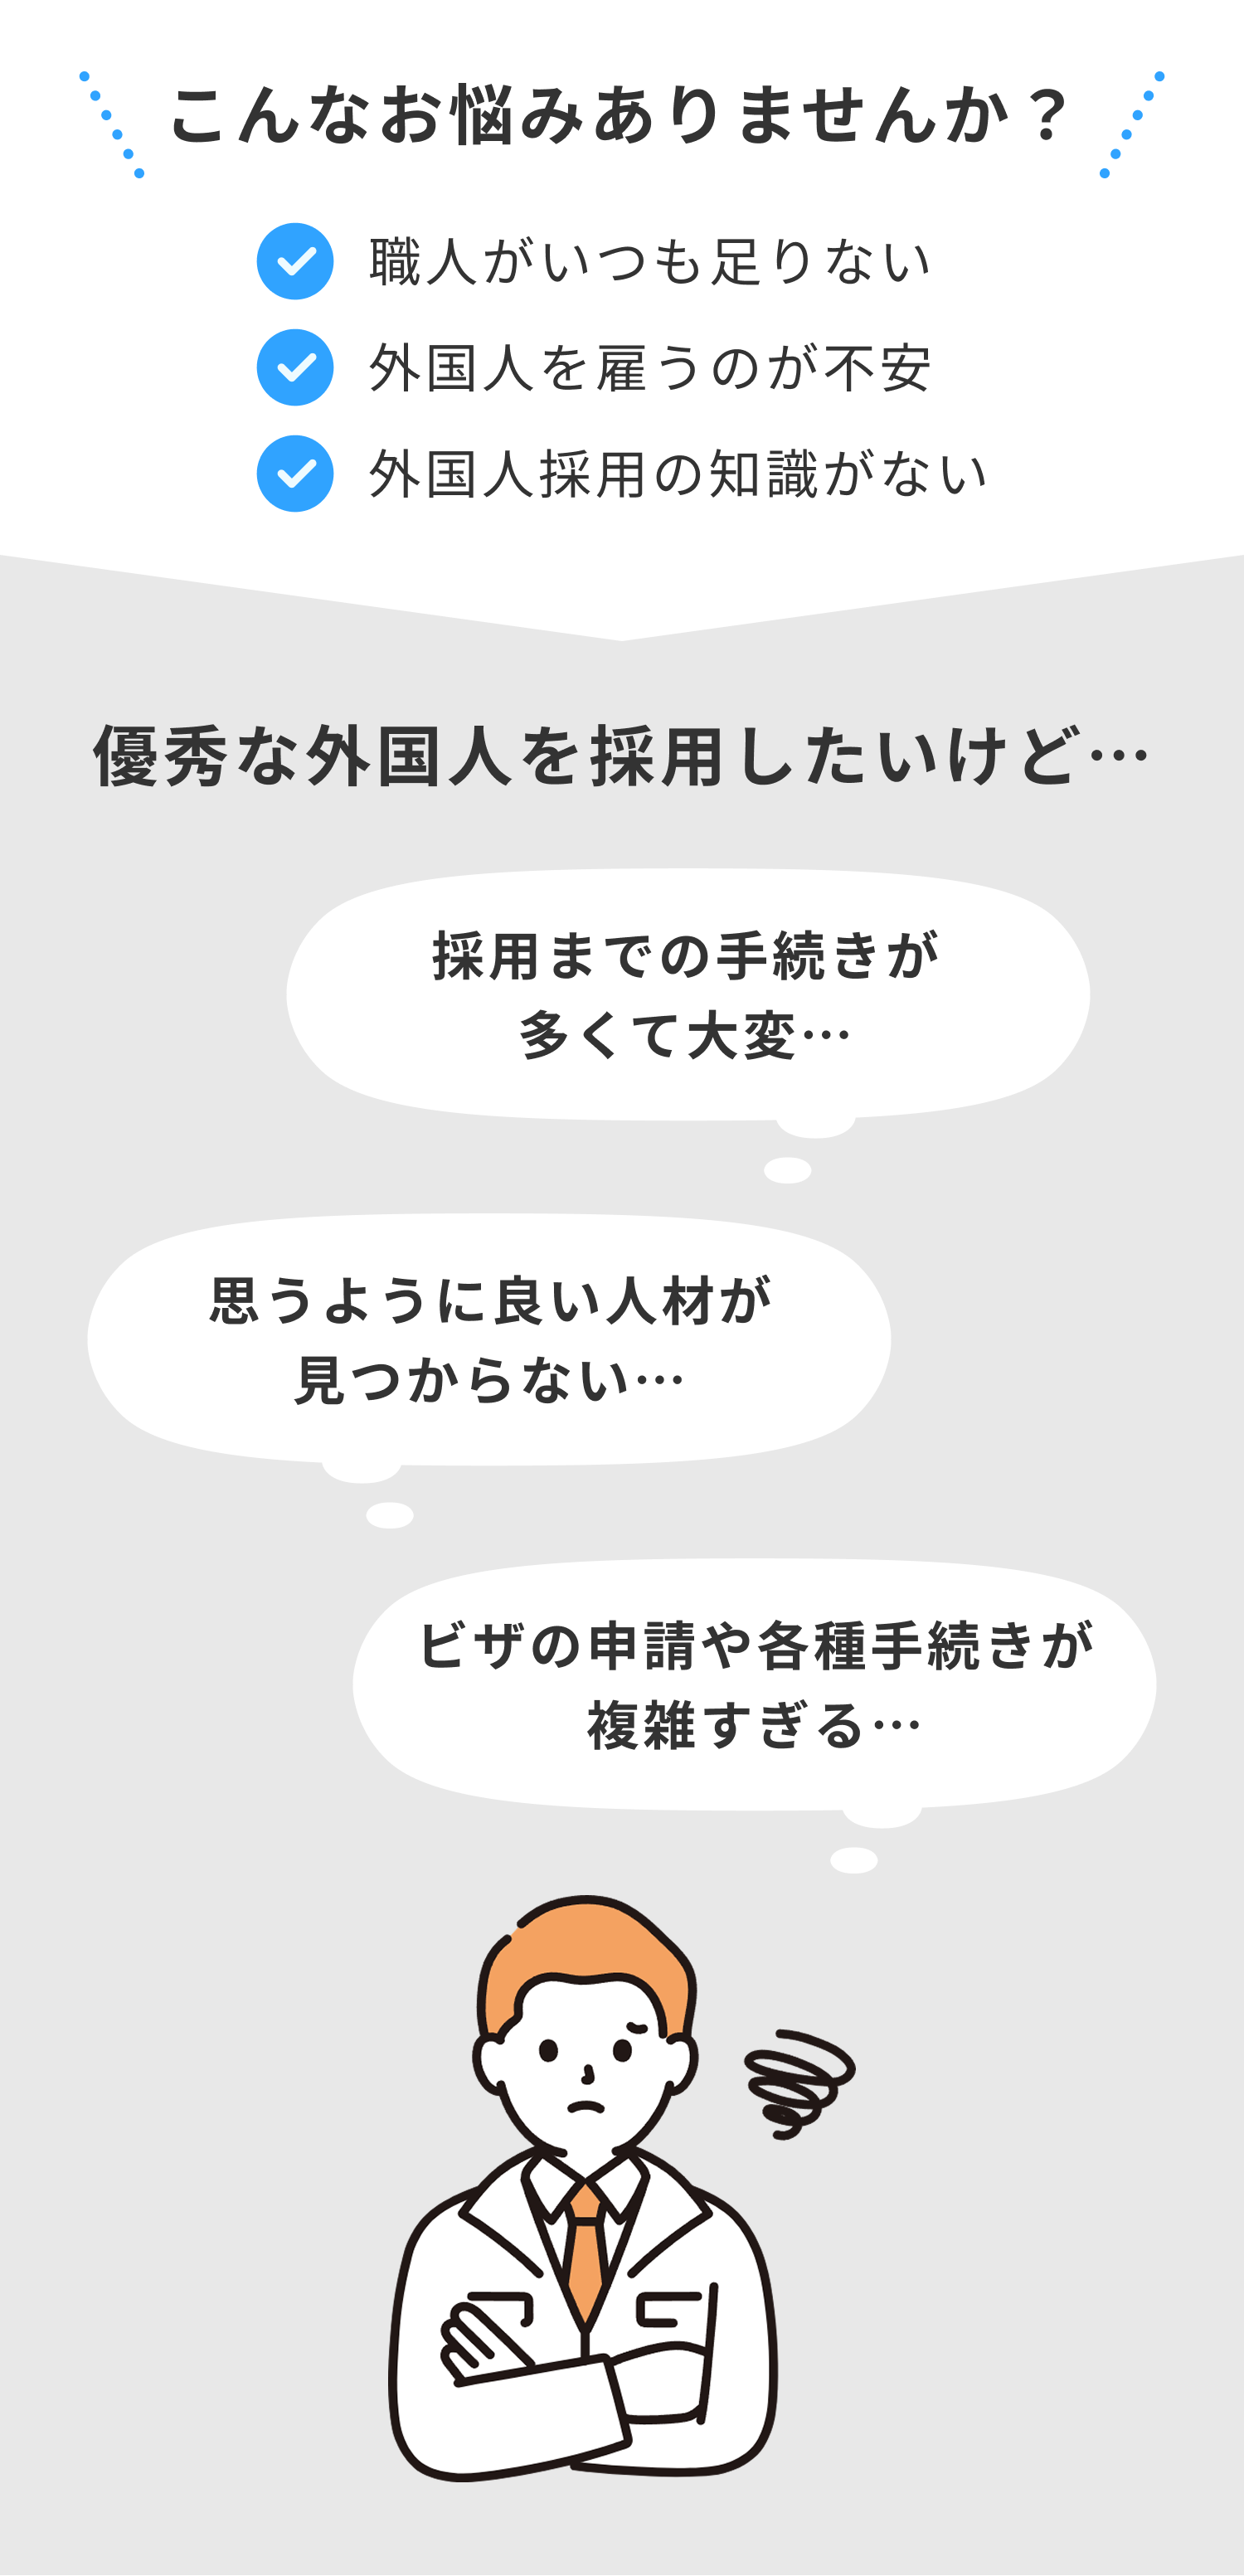 こんなお悩みありませんか？
職人がいつも足りない
外国人を雇うのが不安
外国人採用の知識がない
優秀な外国人を採用したいけど…
採用までの手続きが
多くて大変…
思うように良い人材が
見つからない…
ビザの申請や各種手続きが
複雑すぎる…